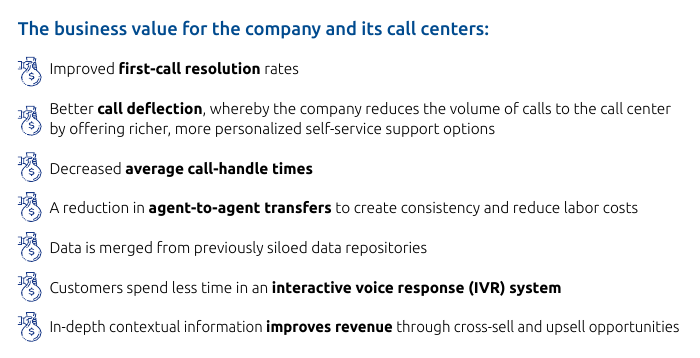 The business value for the company and its call centers:
Improved first-call resolution rates
Better call deflection, whereby the company reduces the volume of calls to the call center
by offering richer, more personalized self-service support options
Decreased average call-handle times
A reduction in agent-to-agent transfers to create consistency and reduce labor costs
Data is merged from previously siloed data repositories
Customers spend less time in an interactive voice response (IVR) system
In-depth contextual information improves revenue through cross-sell and upsell opportunities